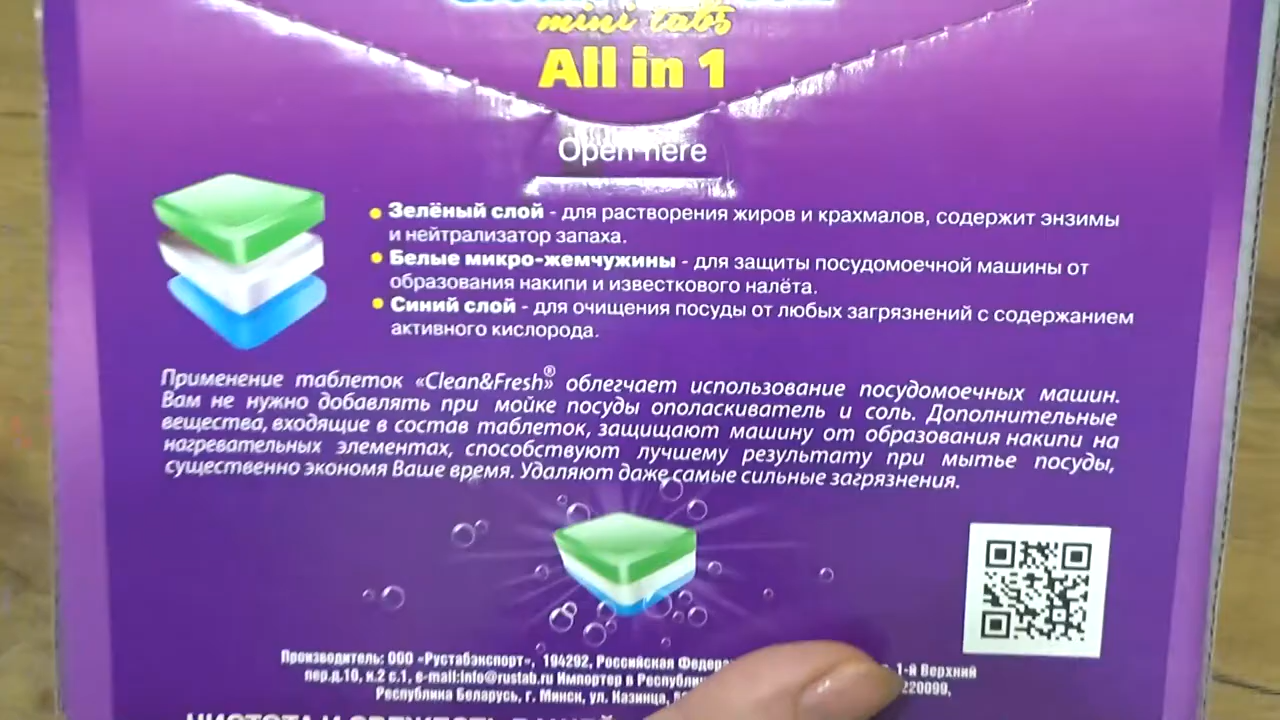 mini tabs
All in 1
Open here
• Зелёный слой - для растворения жиров и крахмалов, содержит энзимы
и нейтрализатор запаха.
• Белые микро-жемчужины - для защиты посудомоечной машины от
образования накипи и известкового налёта.
• Синий слой - для очищения посуды от любых загрязнений с содержанием
активного кислорода.
Применение таблеток «Clean&Fresh»® облегчает использование посудомоечных машин.
Вам не нужно добавлять при мойке посуды ополаскиватель и соль. Дополнительные
вещества, входящие в состав таблеток, защищают машину от образования накипи на
нагревательных элементах, способствуют лучшему результату при мытье посуды,
существенно экономя Ваше время. Удаляют даже самые сильные загрязнения.
Производитель: ООО «Рустабэкспорт», 194292, Российская 1-й Верхний
пер.д.10, к.2 с.1, e-mail:info@rustab.ru Импортер в 220099,
Республика Беларусь, г. Минск, ул. Казинца,
ЧИСТОТА И СВЕЖЕСТЬ